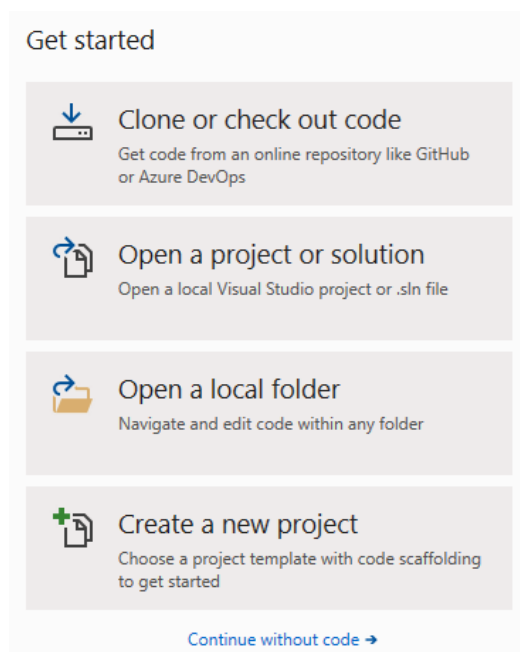 Get started
Clone or check out code
Get code from an online repository like GitHub
or Azure DevOps
Open a project or solution
Open a local Visual Studio project or .sln file
Open a local folder
Navigate and edit code within any folder
Create a new project
Choose a project template with code scaffolding
to get started
Continue without code →